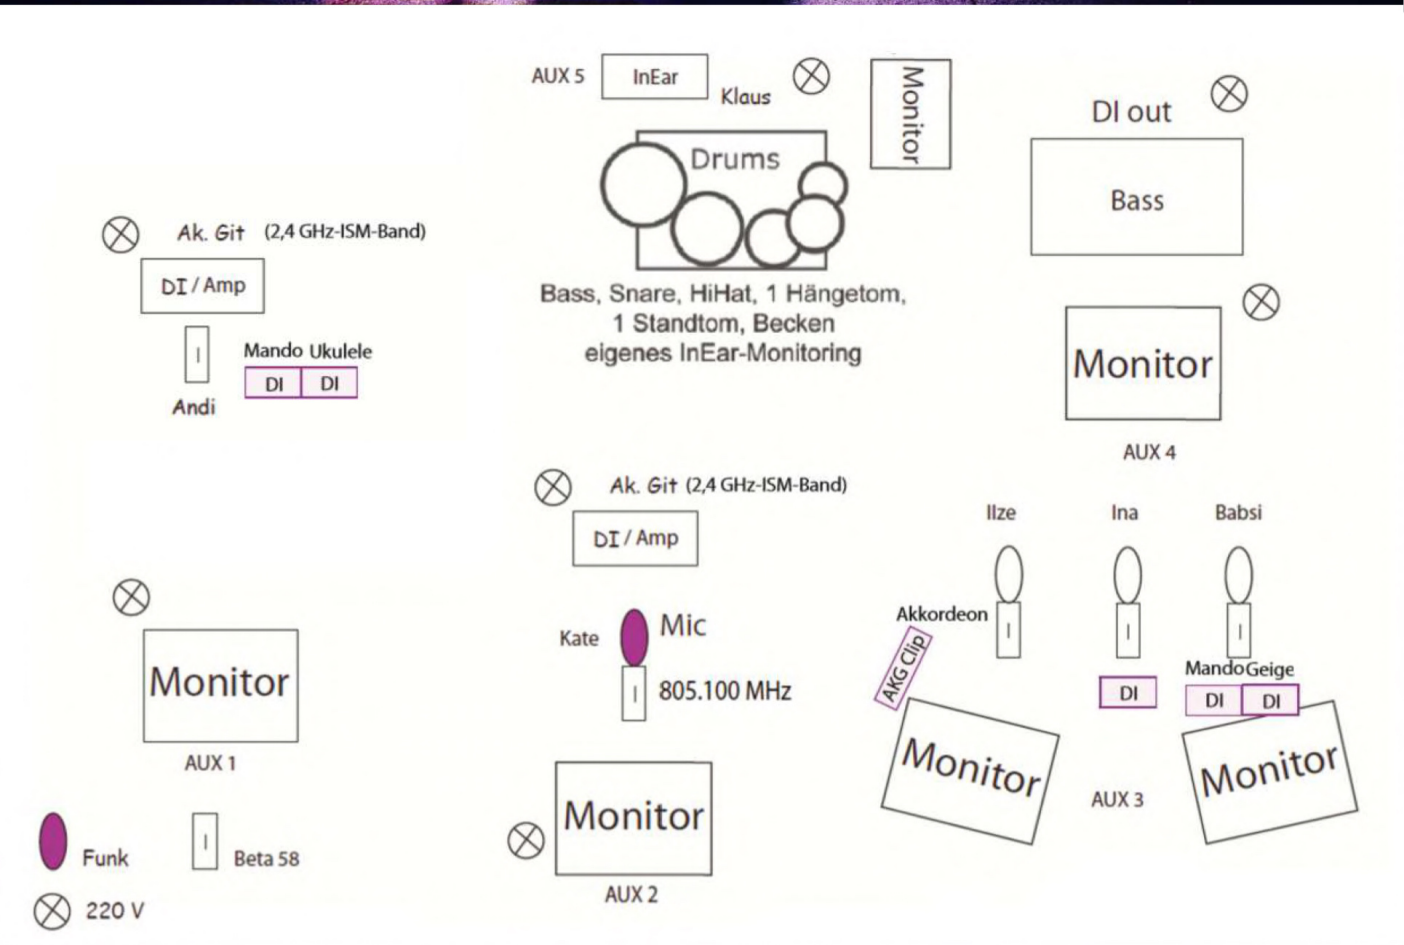 AUX 5
InEar
Klaus
Monitor
DI out
Drums
Bass
Ak. Git (2,4 GHz-ISM-Band)
DI / Amp
Bass, Snare, HiHat, 1 Hängetom,
1 Standtom, Becken
eigenes InEar-Monitoring
Mando Ukulele
I
DI DI
Andi
Monitor
AUX 4
Ak. Git (2,4 GHz-ISM-Band)
DI / Amp
Ilze
Ina
Babsi
Akkordeon
I
I
I
AKG Clip
Kate
Mic
I
805.100 MHz
Mando Geige
DI
DI DI
Monitor
AUX 1
Monitor
AUX 2
Monitor
AUX 3
Monitor
Funk
I
Beta 58
220 V